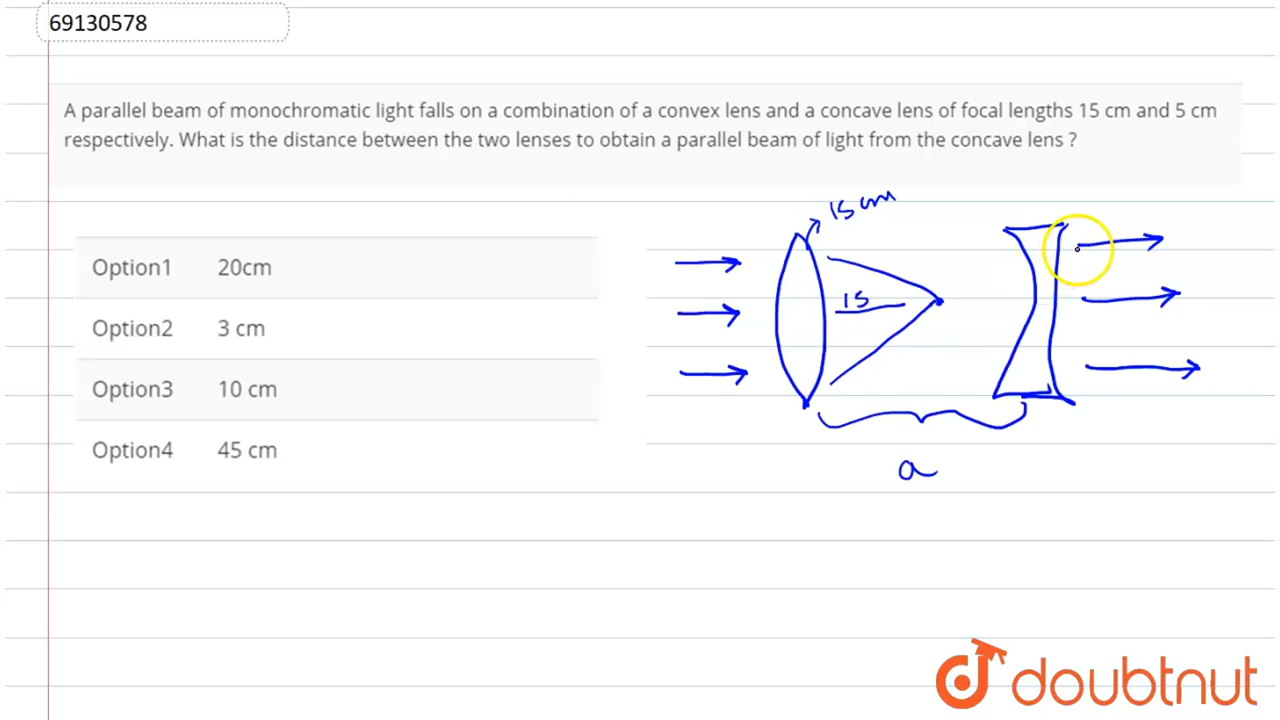 69130578
A parallel beam of monochromatic light falls on a combination of a convex lens and a concave lens of focal lengths 15 cm and 5 cm
respectively. What is the distance between the two lenses to obtain a parallel beam of light from the concave lens ?
15 cm
Option1 20cm
15
Option2 3 cm
Option3 10 cm
Option4 45 cm
a
doubtnut